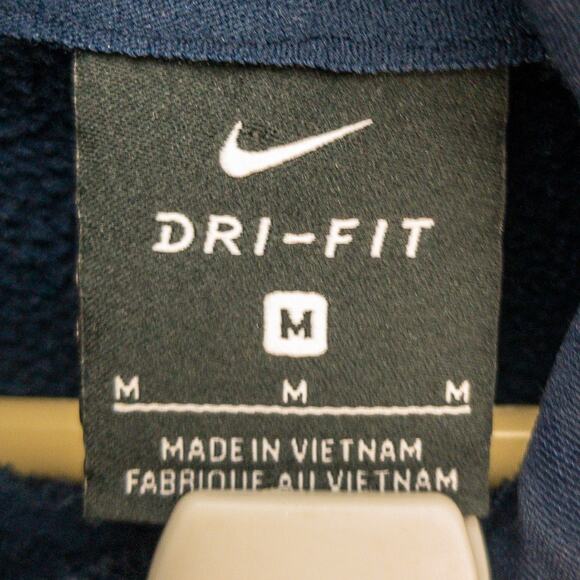 DRI-FIT
M
M M M
MADE IN VIETNAM
FABRIQUE AU VIETNAM